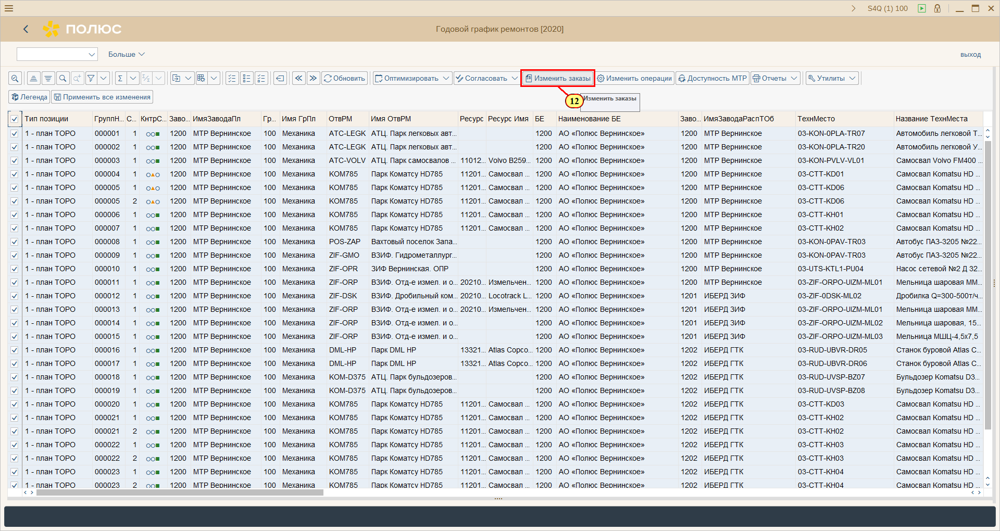 S4Q (1) 100
ПОЛЮС
Годовой график ремонтов [2020]
Больше
выход
Обновить Оптимизировать Согласовать Изменить заказы Изменить операции Доступность МТР Отчеты Утилиты
Легенда Применить все изменения
12 Изменить заказы
Тип позиции ГруппН... С... КнтрС... Заво... ИмяЗаводаПл Гр... Имя ГрПл ОтвРМ Имя ОтвРМ Ресурс Ресурс Имя БЕ Наименование БЕ Заво... ИмяЗаводаРаспТОб ТехнМесто Название ТехнМеста
1 - план ТОРО 000001 1 1200 МТР Вернинское 100 Механика ATC-LEGK АТЦ. Парк легковых авт... 1200 АО «Полюс Вернинское» 1200 МТР Вернинское 03-KON-0PLA-TR07 Автомобиль легковой Т...
1 - план ТОРО 000002 1 1200 МТР Вернинское 100 Механика ATC-LEGK АТЦ. Парк легковых авт... 1200 АО «Полюс Вернинское» 1200 МТР Вернинское 03-KON-0PLA-TR20 Автомобиль легковой У...
1 - план ТОРО 000003 1 1200 МТР Вернинское 100 Механика ATC-VOLV АТЦ. Парк самосвалов ... 11012... Volvo B259... 1200 АО «Полюс Вернинское» 1200 МТР Вернинское 03-KON-PVLV-VL01 Самосвал Volvo FM400 ...
1 - план ТОРО 000004 1 1200 МТР Вернинское 100 Механика KOM785 Парк Коматсу HD785 11201... Самосвал ... 1200 АО «Полюс Вернинское» 1200 МТР Вернинское 03-CTT-KD01 Самосвал Komatsu HD ...
1 - план ТОРО 000005 1 1200 МТР Вернинское 100 Механика KOM785 Парк Коматсу HD785 11201... Самосвал ... 1200 АО «Полюс Вернинское» 1200 МТР Вернинское 03-CTT-KD06 Самосвал Komatsu HD ...
1 - план ТОРО 000005 2 1200 МТР Вернинское 100 Механика KOM785 Парк Коматсу HD785 11201... Самосвал ... 1200 АО «Полюс Вернинское» 1200 МТР Вернинское 03-CTT-KD06 Самосвал Komatsu HD ...
1 - план ТОРО 000006 1 1200 МТР Вернинское 100 Механика KOM785 Парк Коматсу HD785 11201... Самосвал ... 1200 АО «Полюс Вернинское» 1200 МТР Вернинское 03-CTT-KH01 Самосвал Komatsu HD ...
1 - план ТОРО 000007 1 1200 МТР Вернинское 100 Механика KOM785 Парк Коматсу HD785 11201... Самосвал ... 1200 АО «Полюс Вернинское» 1200 МТР Вернинское 03-CTT-KH02 Самосвал Komatsu HD ...
1 - план ТОРО 000008 1 1200 МТР Вернинское 100 Механика POS-ZAP Вахтовый поселок Запа... 1200 АО «Полюс Вернинское» 1200 МТР Вернинское 03-KON-0PAV-TR03 Автобус ПАЗ-3205 №22...
1 - план ТОРО 000009 1 1200 МТР Вернинское 100 Механика ZIF-GMO ВЗИФ. Гидрометаллург... 1200 АО «Полюс Вернинское» 1200 МТР Вернинское 03-KON-0PAV-TR03 Автобус ПАЗ-3205 №22...
1 - план ТОРО 000010 1 1200 МТР Вернинское 100 Механика ZIF-OPR ЗИФ Вернинская. ОПР 1200 АО «Полюс Вернинское» 1200 МТР Вернинское 03-UTS-KTL1-PU04 Насос сетевой №2 Д 32...
1 - план ТОРО 000011 1 1200 МТР Вернинское 100 Механика ZIF-ORP ВЗИФ. Отд-е измел. и о... 20210... Измельчен... 1200 АО «Полюс Вернинское» 1200 МТР Вернинское 03-ZIF-ORPO-UIZM-ML01 Мельница шаровая ММ...
1 - план ТОРО 000012 1 1200 МТР Вернинское 100 Механика ZIF-DSK ВЗИФ. Дробильный ком... 20210... Locotrack L... 1200 АО «Полюс Вернинское» 1201 ИБЕРД ЗИФ 03-ZIF-0DSK-ML02 Дробилка Q=300-500т/ч...
1 - план ТОРО 000013 1 1200 МТР Вернинское 100 Механика ZIF-ORP ВЗИФ. Отд-е измел. и о... 20210... Измельчен... 1200 АО «Полюс Вернинское» 1201 ИБЕРД ЗИФ 03-ZIF-ORPO-UIZM-ML01 Мельница шаровая ММ...
1 - план ТОРО 000014 1 1200 МТР Вернинское 100 Механика ZIF-ORP ВЗИФ. Отд-е измел. и о... 1200 АО «Полюс Вернинское» 1201 ИБЕРД ЗИФ 03-ZIF-ORPO-UIZM-ML02 Мельница шаровая, 15...
1 - план ТОРО 000015 1 1200 МТР Вернинское 100 Механика ZIF-ORP ВЗИФ. Отд-е измел. и о... 1200 АО «Полюс Вернинское» 1201 ИБЕРД ЗИФ 03-ZIF-ORPO-UIZM-ML03 Мельница МШЦ-4,5х7,5
1 - план ТОРО 000016 1 1200 МТР Вернинское 100 Механика DML-HP Парк DML HP 13321... Atlas Copco... 1200 АО «Полюс Вернинское» 1202 ИБЕРД ГТК 03-RUD-UBVR-DR05 Станок буровой Atlas C...
1 - план ТОРО 000017 1 1200 МТР Вернинское 100 Механика DML-HP Парк DML HP 13321... Atlas Copco... 1200 АО «Полюс Вернинское» 1202 ИБЕРД ГТК 03-RUD-UBVR-DR06 Станок буровой Atlas C...
1 - план ТОРО 000018 1 1200 МТР Вернинское 100 Механика KOM-D375 АТЦ. Парк бульдозеров... 1200 АО «Полюс Вернинское» 1202 ИБЕРД ГТК 03-RUD-UVSP-BZ07 Бульдозер Komatsu D3...
1 - план ТОРО 000019 1 1200 МТР Вернинское 100 Механика KOM-D375 АТЦ. Парк бульдозеров... 1200 АО «Полюс Вернинское» 1202 ИБЕРД ГТК 03-RUD-UVSP-BZ08 Бульдозер Komatsu D3...
1 - план ТОРО 000020 1 1200 МТР Вернинское 100 Механика KOM785 Парк Коматсу HD785 11201... Самосвал ... 1200 АО «Полюс Вернинское» 1202 ИБЕРД ГТК 03-CTT-KD03 Самосвал Komatsu HD ...
1 - план ТОРО 000021 1 1200 МТР Вернинское 100 Механика KOM785 Парк Коматсу HD785 11201... Самосвал ... 1200 АО «Полюс Вернинское» 1202 ИБЕРД ГТК 03-CTT-KH02 Самосвал Komatsu HD ...
1 - план ТОРО 000021 2 1200 МТР Вернинское 100 Механика KOM785 Парк Коматсу HD785 11201... Самосвал ... 1200 АО «Полюс Вернинское» 1202 ИБЕРД ГТК 03-CTT-KH02 Самосвал Komatsu HD ...
1 - план ТОРО 000022 1 1200 МТР Вернинское 100 Механика KOM785 Парк Коматсу HD785 11201... Самосвал ... 1200 АО «Полюс Вернинское» 1202 ИБЕРД ГТК 03-CTT-KH03 Самосвал Komatsu HD ...
1 - план ТОРО 000022 2 1200 МТР Вернинское 100 Механика KOM785 Парк Коматсу HD785 11201... Самосвал ... 1200 АО «Полюс Вернинское» 1202 ИБЕРД ГТК 03-CTT-KH03 Самосвал Komatsu HD ...
1 - план ТОРО 000023 1 1200 МТР Вернинское 100 Механика KOM785 Парк Коматсу HD785 11201... Самосвал ... 1200 АО «Полюс Вернинское» 1202 ИБЕРД ГТК 03-CTT-KH04 Самосвал Komatsu HD ...
1 - план ТОРО 000023 2 1200 МТР Вернинское 100 Механика KOM785 Парк Коматсу HD785 11201... Самосвал ... 1200 АО «Полюс Вернинское» 1202 ИБЕРД ГТК 03-CTT-KH04 Самосвал Komatsu HD ...